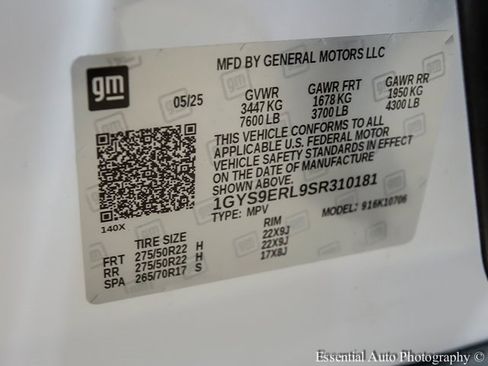 gm
MFD BY GENERAL MOTORS LLC
05/25 GVWR GAWR FRT GAWR RR
3447 KG 1678 KG 1950 KG
7600 LB 3700 LB 4300 LB
THIS VEHICLE CONFORMS TO ALL
APPLICABLE U.S. FEDERAL MOTOR
VEHICLE SAFETY STANDARDS IN EFFECT
ON THE DATE OF MANUFACTURE
SHOWN ABOVE.
1GYS9ERL9SR310181
TYPE: MPV MODEL: 916K10706
140X
TIRE SIZE RIM
FRT 275/50R22 H 22X9J
RR 275/50R22 H 22X9J
SPA 265/70R17 S 17X8J
Essential Auto Photography ©